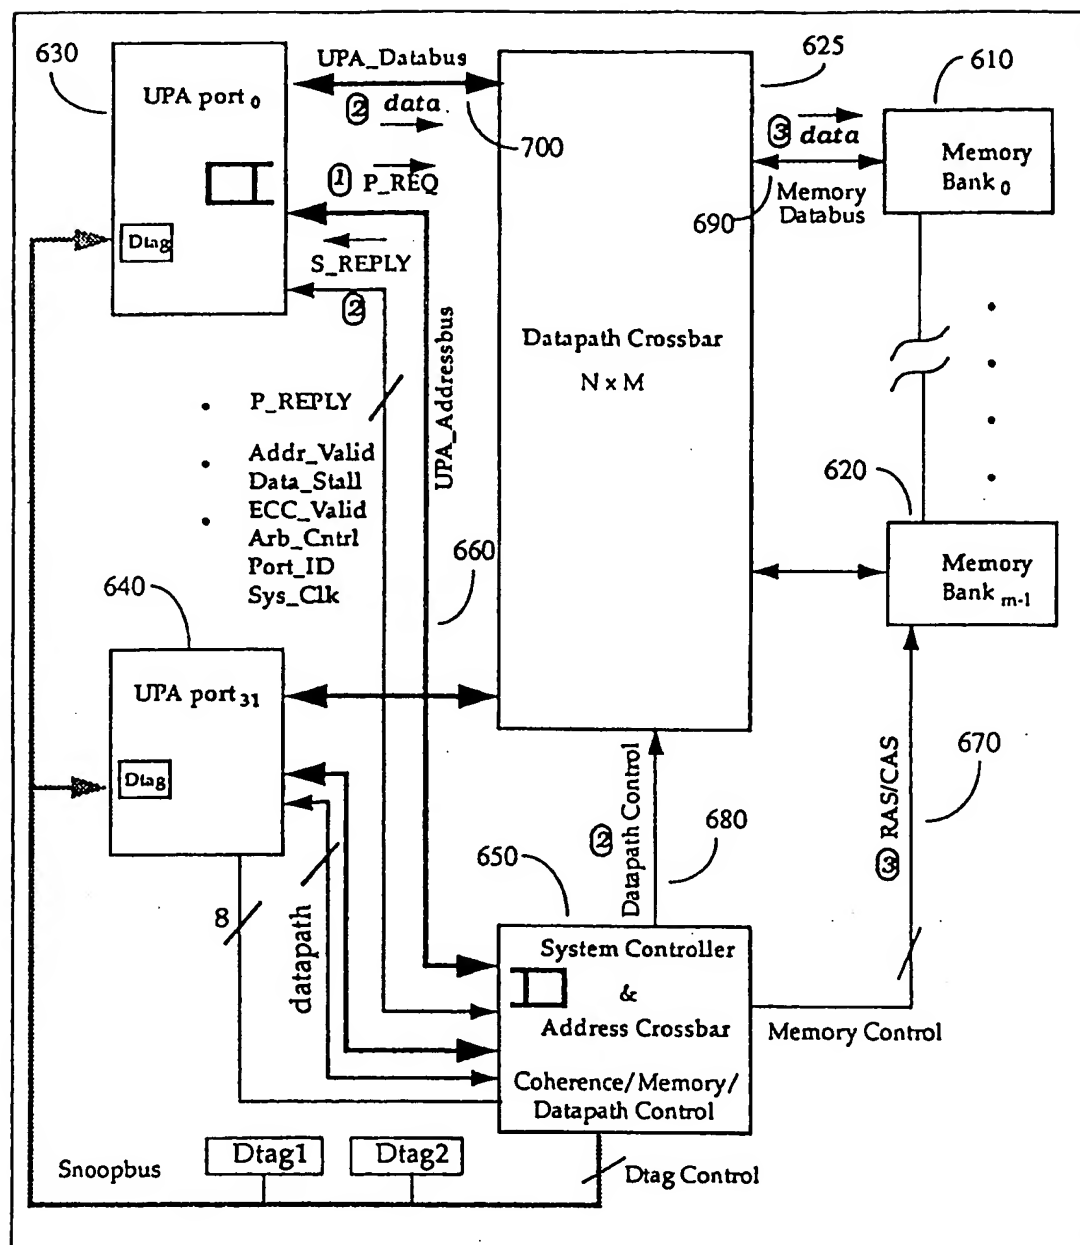 630
UPA port 0
UPA_Databus
② data
700
① P_REQ
S_REPLY
②
Dtag
625
610
③ data
Memory Databus
690
Memory Bank 0
Datapath Crossbar
N x M
UPA_Addressbus
P_REPLY
Addr_Valid
Data_Stall
ECC_Valid
Arb_Cntrl
Port_ID
Sys_Clk
660
620
Memory Bank m-1
640
UPA port 31
Dtag
8
datapath
② Datapath Control
680
③ RAS/CAS
670
650
System Controller
&
Address Crossbar
Coherence/Memory/
Datapath Control
Memory Control
Snoopbus
Dtag1
Dtag2
Dtag Control